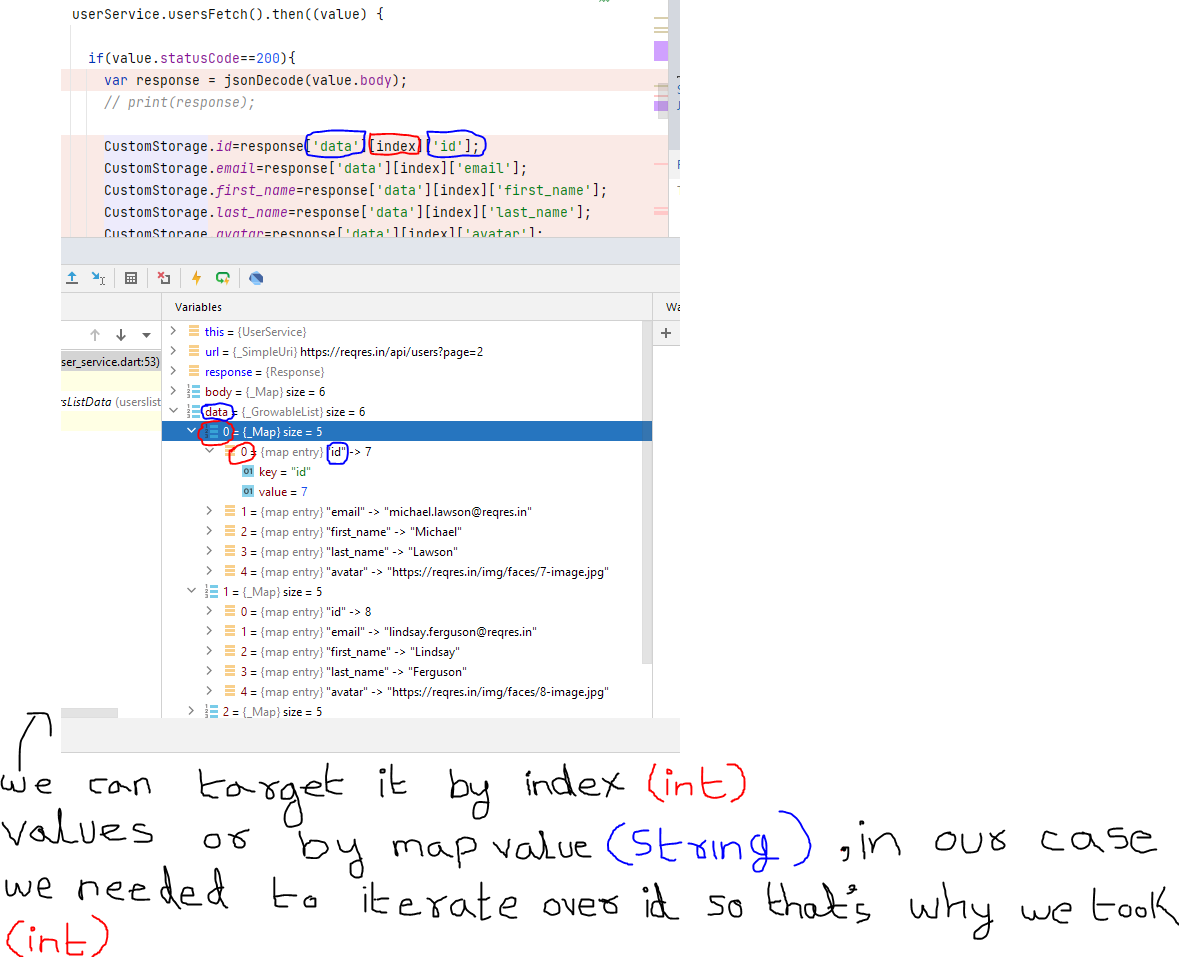 userService.usersFetch().then((value) {
if(value.statusCode==200){
var response = jsonDecode(value.body);
// print(response);
CustomStorage.id=response['data'][index]['id'];
CustomStorage.email=response['data'][index]['email'];
CustomStorage.first_name=response['data'][index]['first_name'];
CustomStorage.last_name=response['data'][index]['last_name'];
CustomStorage.avatar=response['data'][index]['avatar'];
Variables
this = {UserService}
url = {_SimpleUri} https://reqres.in/api/users?page=2
ser_service.dart:53)
response = {Response}
body = {_Map} size = 6
rsListData (userslist
data = {_GrowableList} size = 6
0 = {_Map} size = 5
0 = {map entry} "id" -> 7
key = "id"
value = 7
1 = {map entry} "email" -> "michael.lawson@reqres.in"
2 = {map entry} "first_name" -> "Michael"
3 = {map entry} "last_name" -> "Lawson"
4 = {map entry} "avatar" -> "https://reqres.in/img/faces/7-image.jpg"
1 = {_Map} size = 5
0 = {map entry} "id" -> 8
1 = {map entry} "email" -> "lindsay.ferguson@reqres.in"
2 = {map entry} "first_name" -> "Lindsay"
3 = {map entry} "last_name" -> "Ferguson"
4 = {map entry} "avatar" -> "https://reqres.in/img/faces/8-image.jpg"
2 = {_Map} size = 5
we can target it by index (int)
values or by map value (String) , in our case
we needed to iterate over id so that's why we took
(int)